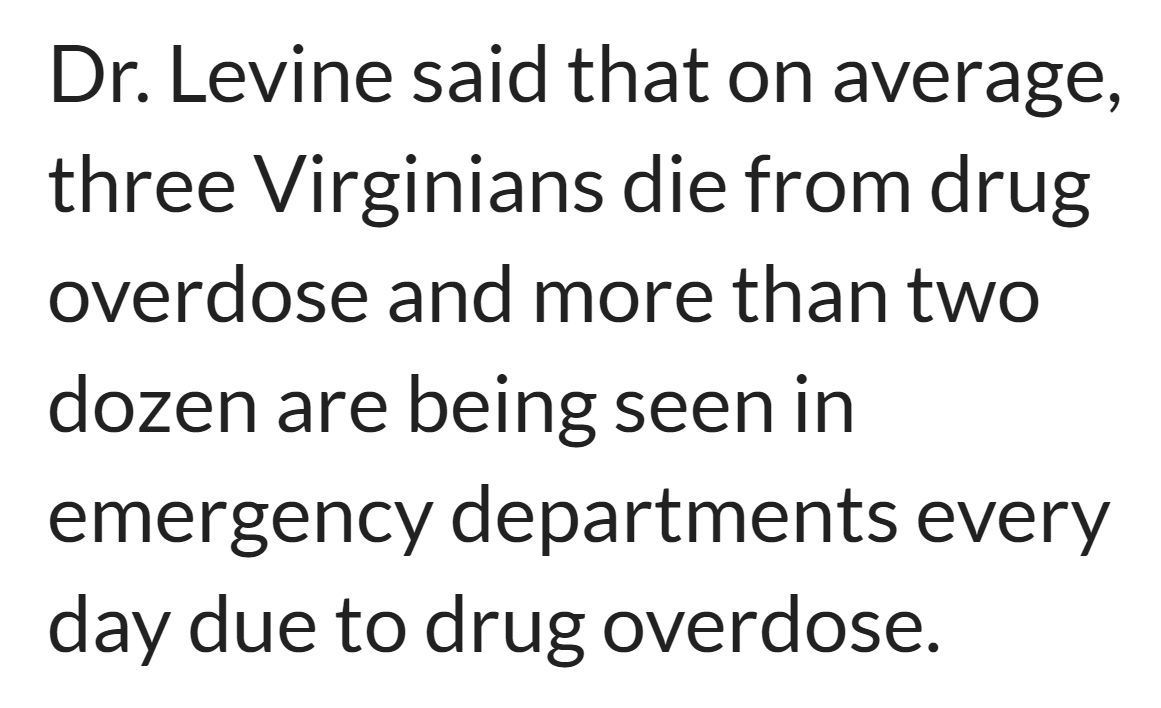 Dr. Levine said that on average,
three Virginians die from drug
overdose and more than two
dozen are being seen in
emergency departments every
day due to drug overdose.